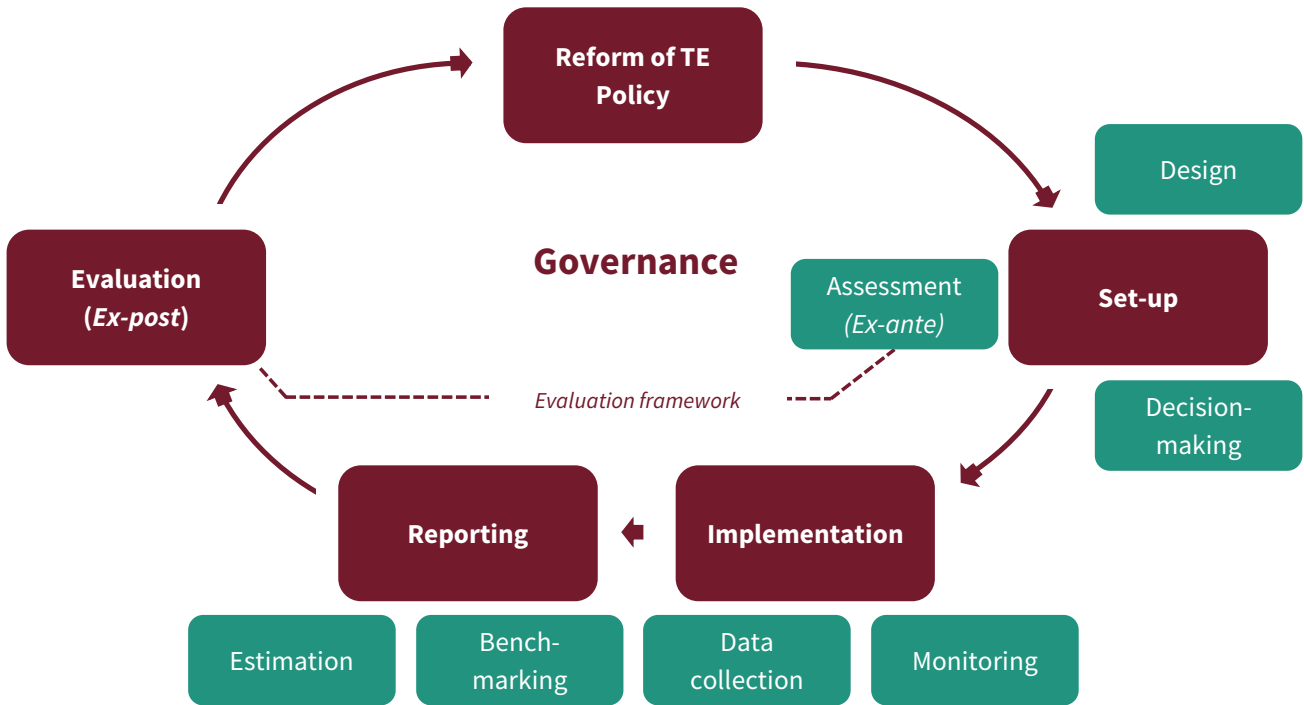 Reform of TE
Policy
Design
Evaluation
(Ex-post)
Governance
Assessment
(Ex-ante)
Set-up
Evaluation framework
Decision-
making
Reporting
Implementation
Estimation
Bench-
marking
Data
collection
Monitoring